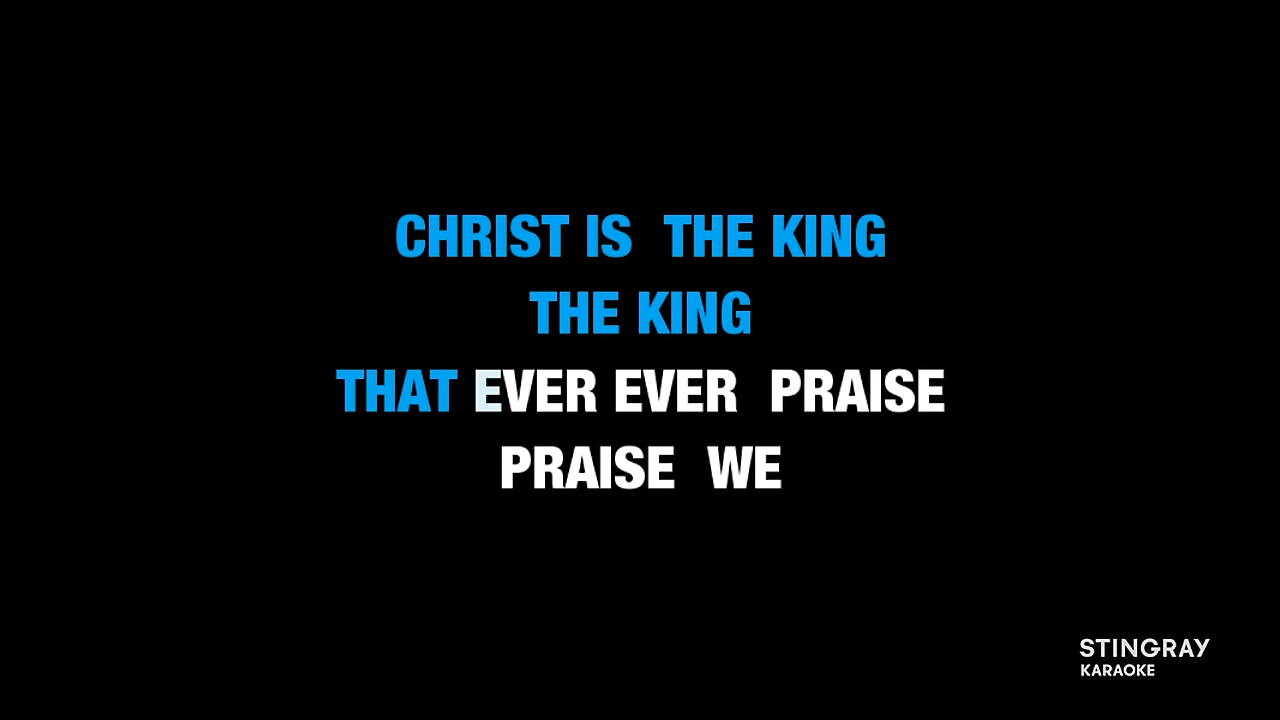 CHRIST IS THE KING
THE KING
THAT EVER EVER PRAISE
PRAISE WE
STINGRAY
KARAOKE